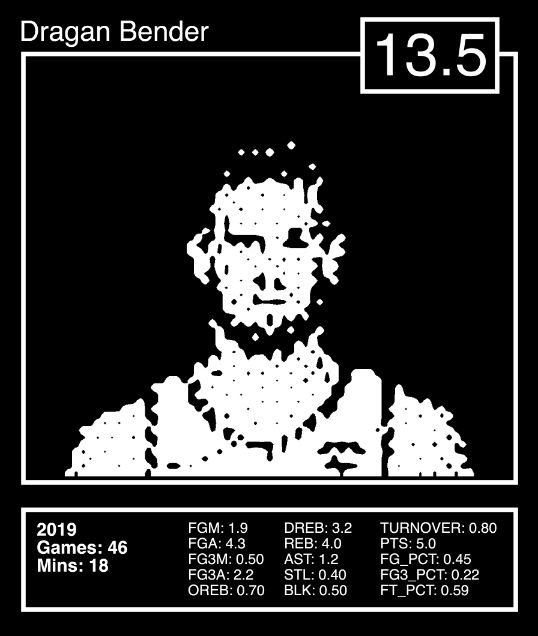 Dragan Bender
13.5
2019
Games: 46
Mins: 18
FGM: 1.9
FGA: 4.3
FG3M: 0.50
FG3A: 2.2
OREB: 0.70
DREB: 3.2
REB: 4.0
AST: 1.2
STL: 0.40
BLK: 0.50
TURNOVER: 0.80
PTS: 5.0
FG_PCT: 0.45
FG3_PCT: 0.22
FT_PCT: 0.59